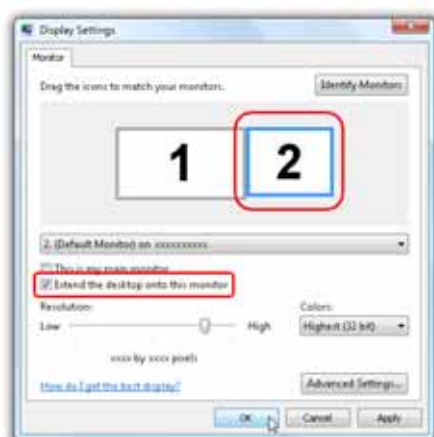 Display Settings
Monitor
Drag the icons to match your monitors.
Identify Monitors
1
2
2. (Default Monitor) on xxxxxxxxxx
This is my main monitor
Extend the desktop onto this monitor
Resolution:
Colors:
Low
High
Highest (32 bit)
xxxx by xxxx pixels
How do I get the best display?
Advanced Settings...
OK
Cancel
Apply